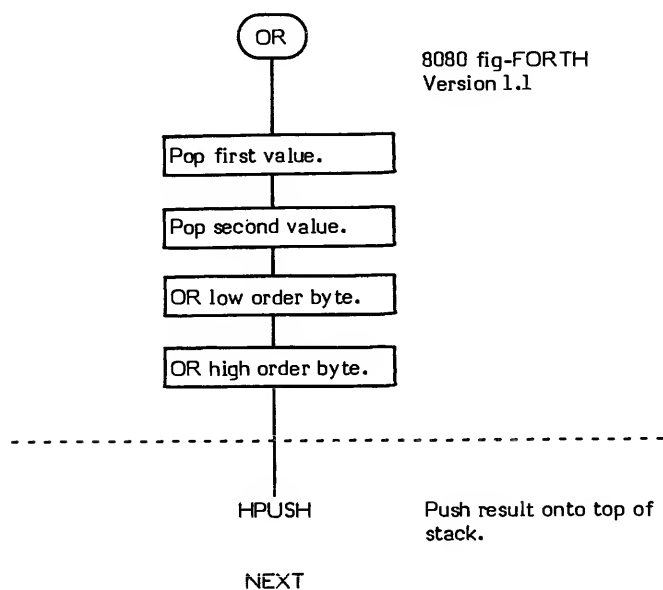 OR
8080 fig-FORTH
Version 1.1
Pop first value.
Pop second value.
OR low order byte.
OR high order byte.
HPUSH
Push result onto top of
stack.
NEXT